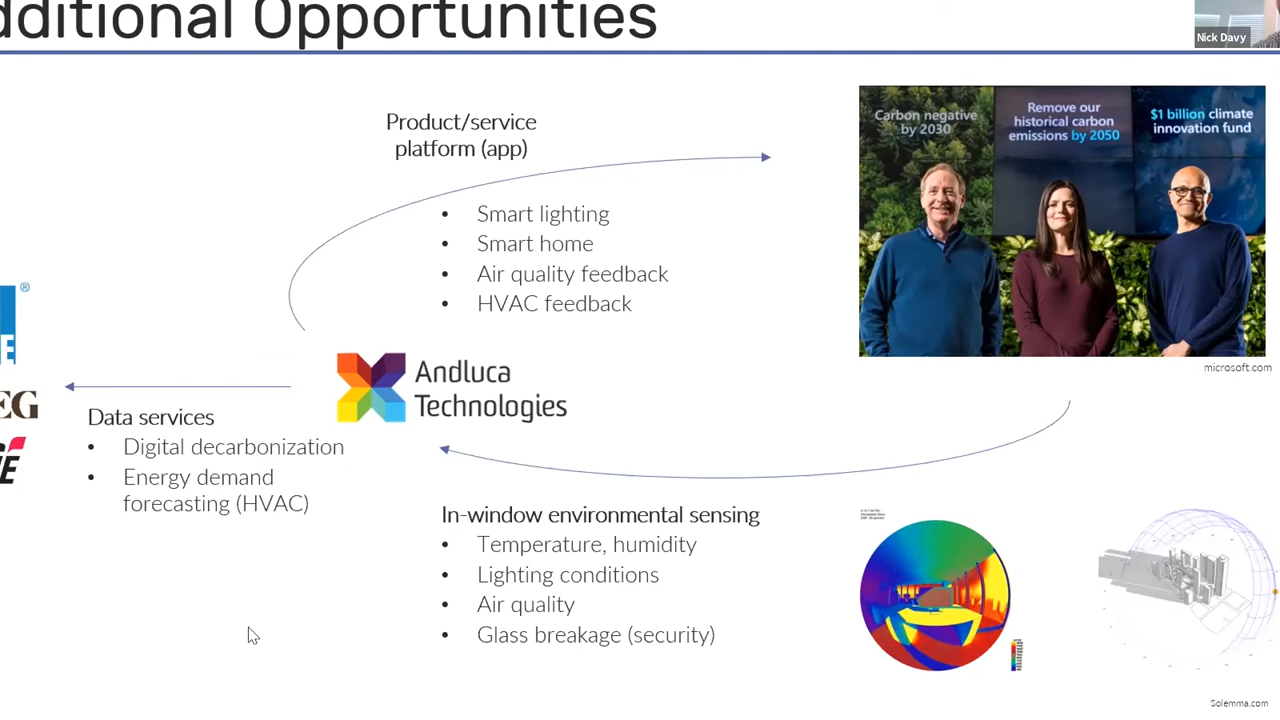 dditional Opportunities
Nick Davy
Product/service
platform (app)
• Smart lighting
• Smart home
• Air quality feedback
• HVAC feedback
Carbon negative
by 2030
Remove our
historical carbon
emissions by 2050
$1 billion climate
innovation fund
microsoft.com
®
E
EG
E
Andluca
Technologies
Data services
• Digital decarbonization
• Energy demand
forecasting (HVAC)
In-window environmental sensing
• Temperature, humidity
• Lighting conditions
• Air quality
• Glass breakage (security)
Solemma.com